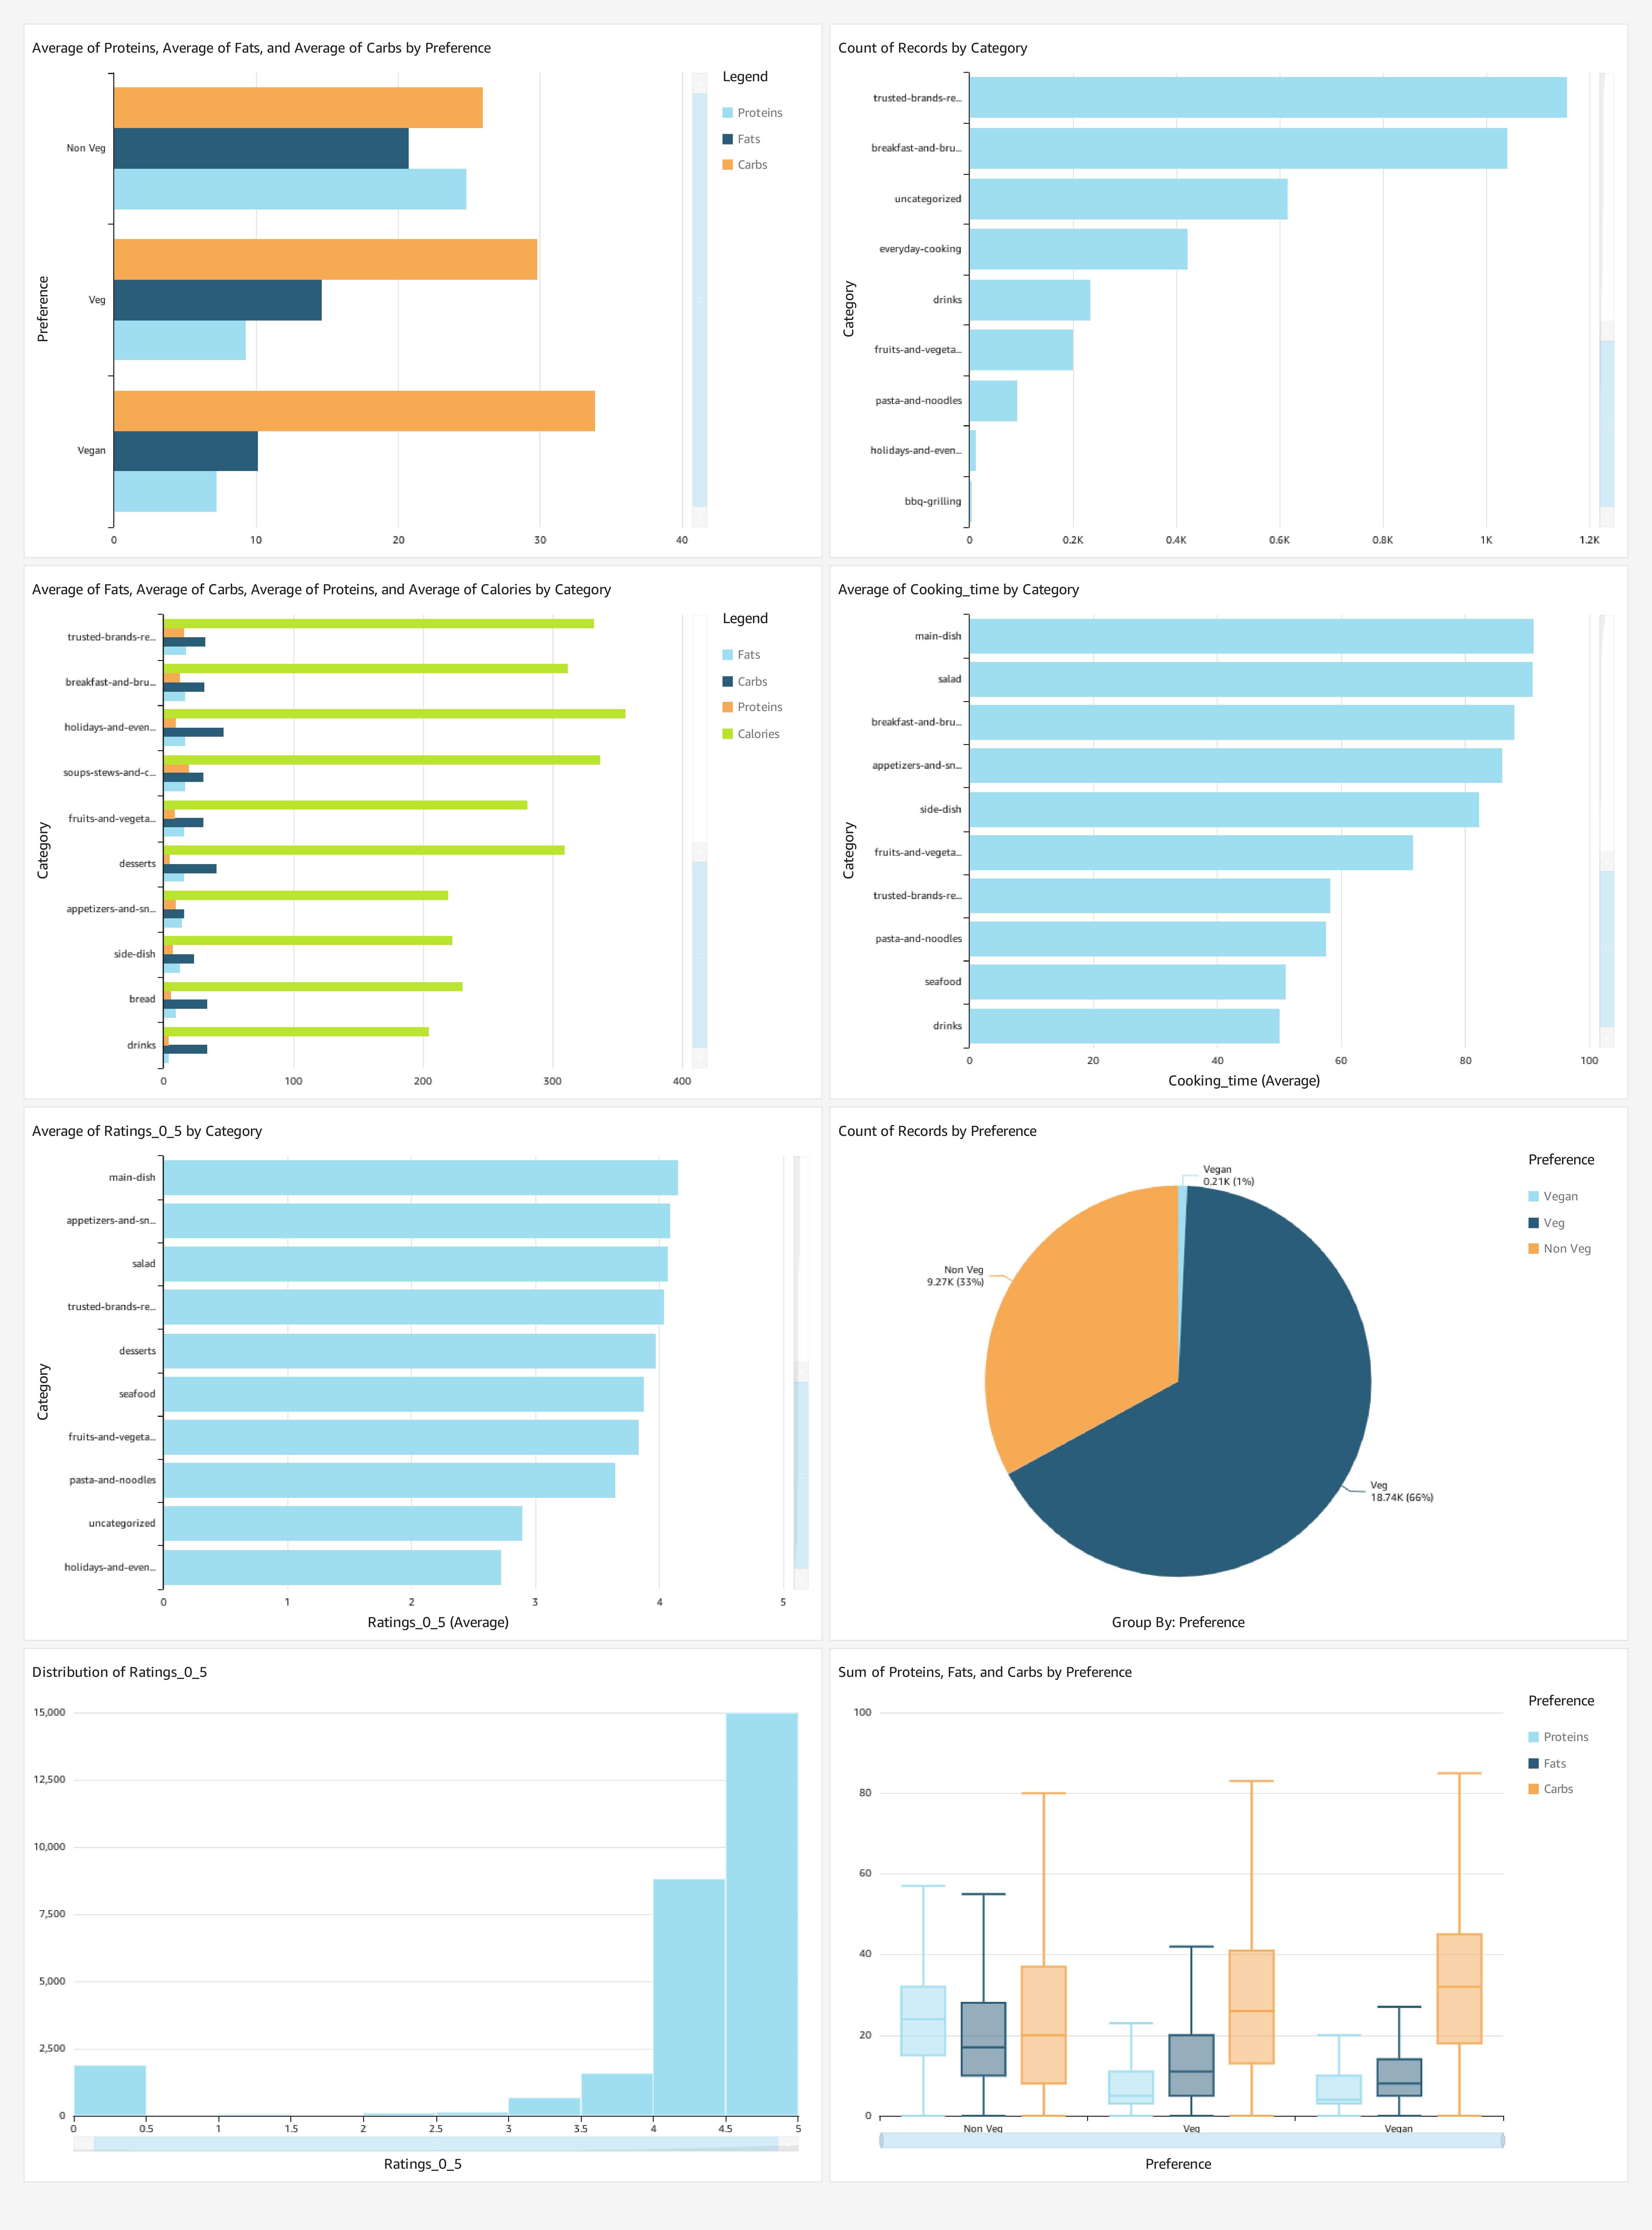 Average of Proteins, Average of Fats, and Average of Carbs by Preference
Legend
Proteins
Fats
Carbs
Preference
Non Veg
Veg
Vegan
0 10 20 30 40
Count of Records by Category
Category
trusted-brands-re...
breakfast-and-bru...
uncategorized
everyday-cooking
drinks
fruits-and-vegeta...
pasta-and-noodles
holidays-and-even...
bbq-grilling
0 0.2K 0.4K 0.6K 0.8K 1K 1.2K
Average of Fats, Average of Carbs, Average of Proteins, and Average of Calories by Category
Legend
Fats
Carbs
Proteins
Calories
Category
trusted-brands-re...
breakfast-and-bru...
holidays-and-even...
soups-stews-and-c...
fruits-and-vegeta...
desserts
appetizers-and-sn...
side-dish
bread
drinks
0 100 200 300 400
Average of Cooking_time by Category
Category
main-dish
salad
breakfast-and-bru...
appetizers-and-sn...
side-dish
fruits-and-vegeta...
trusted-brands-re...
pasta-and-noodles
seafood
drinks
0 20 40 60 80 100
Cooking_time (Average)
Average of Ratings_0_5 by Category
Category
main-dish
appetizers-and-sn...
salad
trusted-brands-re...
desserts
seafood
fruits-and-vegeta...
pasta-and-noodles
uncategorized
holidays-and-even...
0 1 2 3 4 5
Ratings_0_5 (Average)
Count of Records by Preference
Preference
Vegan
Veg
Non Veg
Vegan
0.21K (1%)
Non Veg
9.27K (33%)
Veg
18.74K (66%)
Group By: Preference
Distribution of Ratings_0_5
15,000
12,500
10,000
7,500
5,000
2,500
0
0 0.5 1 1.5 2 2.5 3 3.5 4 4.5 5
Ratings_0_5
Sum of Proteins, Fats, and Carbs by Preference
Preference
Proteins
Fats
Carbs
100
80
60
40
20
0
Non Veg Veg Vegan
Preference